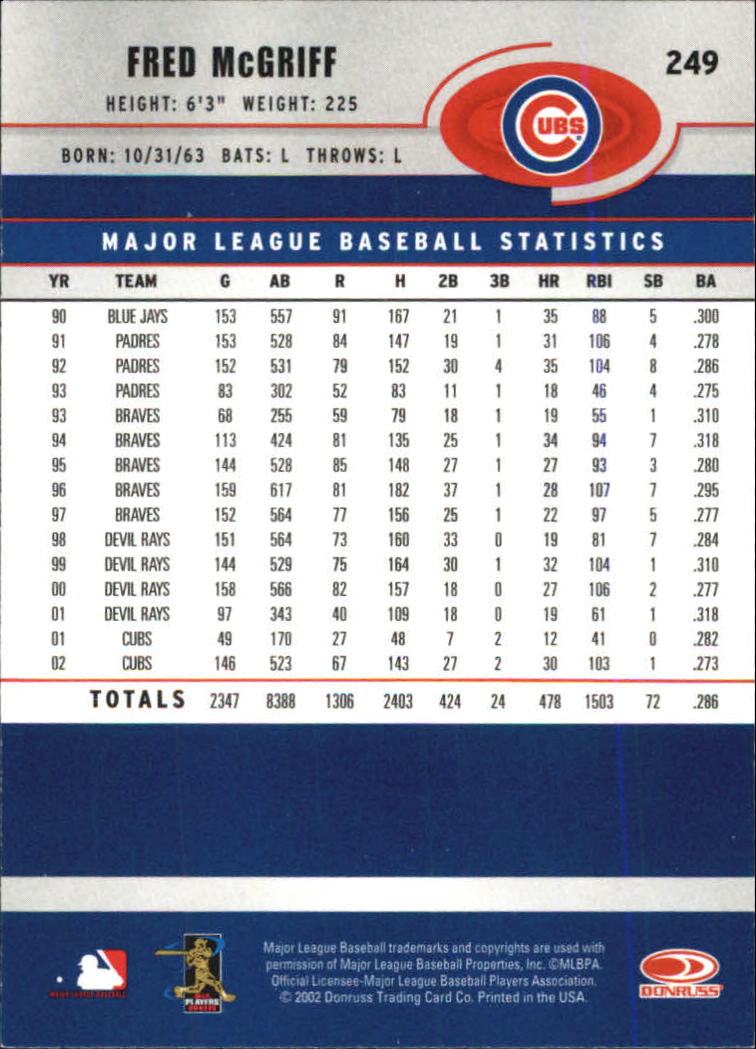 FRED McGRIFF
249
HEIGHT: 6'3" WEIGHT: 225
CUBS
BORN: 10/31/63 BATS: L THROWS: L
MAJOR LEAGUE BASEBALL STATISTICS
YR TEAM G AB R H 2B 3B HR RBI SB BA
90 BLUE JAYS 153 557 91 167 21 1 35 88 5 .300
91 PADRES 153 528 84 147 19 1 31 106 4 .278
92 PADRES 152 531 79 152 30 4 35 104 8 .286
93 PADRES 83 302 52 83 11 1 18 46 4 .275
93 BRAVES 68 255 59 79 18 1 19 55 1 .310
94 BRAVES 113 424 81 135 25 1 34 94 7 .318
95 BRAVES 144 528 85 148 27 1 27 93 3 .280
96 BRAVES 159 617 81 182 37 1 28 107 7 .295
97 BRAVES 152 564 77 156 25 1 22 97 5 .277
98 DEVIL RAYS 151 564 73 160 33 0 19 81 7 .284
99 DEVIL RAYS 144 529 75 164 30 1 32 104 1 .310
00 DEVIL RAYS 158 566 82 157 18 0 27 106 2 .277
01 DEVIL RAYS 97 343 40 109 18 0 19 61 1 .318
01 CUBS 49 170 27 48 7 2 12 41 0 .282
02 CUBS 146 523 67 143 27 2 30 103 1 .273
TOTALS 2347 8388 1306 2403 424 24 478 1503 72 .286
Major League Baseball trademarks and copyrights are used with
permission of Major League Baseball Properties, Inc. ©MLBPA
Official Licensee-Major League Baseball Players Association.
© 2002 Donruss Trading Card Co. Printed in the USA.
MAJOR LEAGUE BASEBALL
PLAYERS
CHOICE
DONRUSS